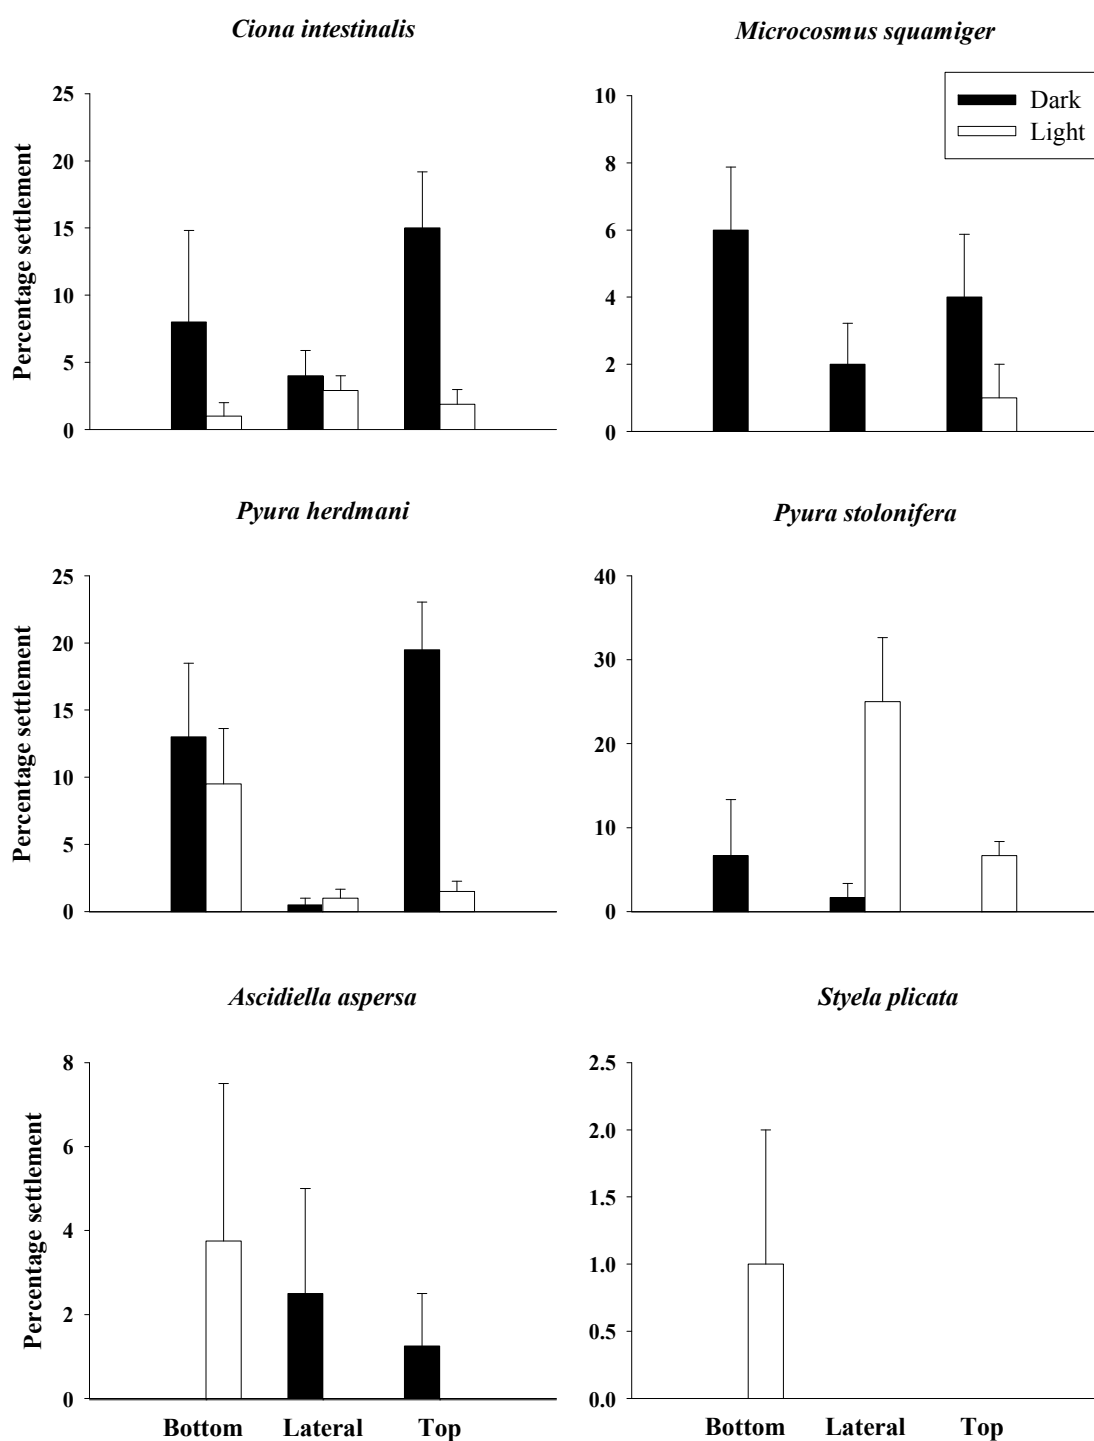 Ciona intestinalis
Percentage settlement
25
20
15
10
5
0
Microcosmus squamiger
10
8
6
4
2
0
Dark
Light
Pyura herdmani
Percentage settlement
25
20
15
10
5
0
Pyura stolonifera
40
30
20
10
0
Ascidiella aspersa
Percentage settlement
8
6
4
2
0
Bottom Lateral Top
Styela plicata
2.5
2.0
1.5
1.0
0.5
0.0
Bottom Lateral Top